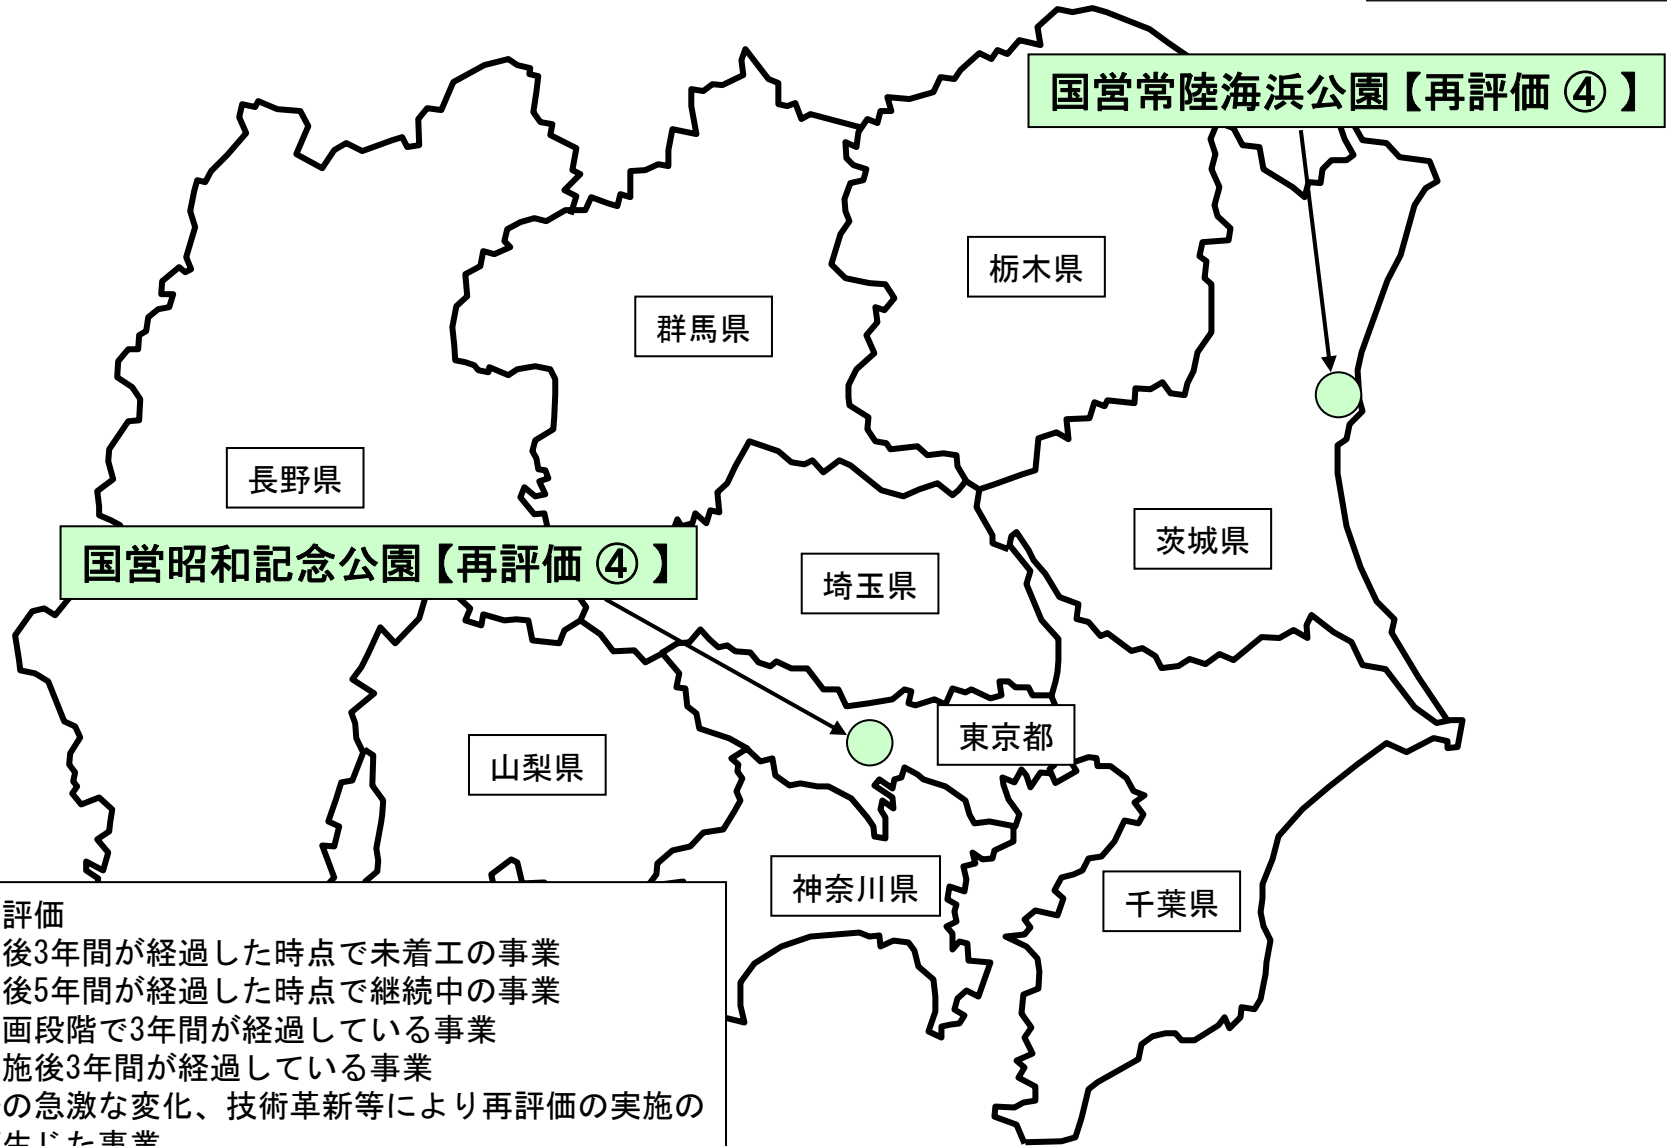 国営常陸海浜公園【再評価 ④ 】
栃木県
群馬県
長野県
茨城県
国営昭和記念公園【再評価 ④ 】
埼玉県
東京都
山梨県
神奈川県
千葉県
評価
後3年間が経過した時点で未着工の事業
後5年間が経過した時点で継続中の事業
画段階で3年間が経過している事業
施後3年間が経過している事業
の急激な変化、技術革新等により再評価の実施の
生じた事業